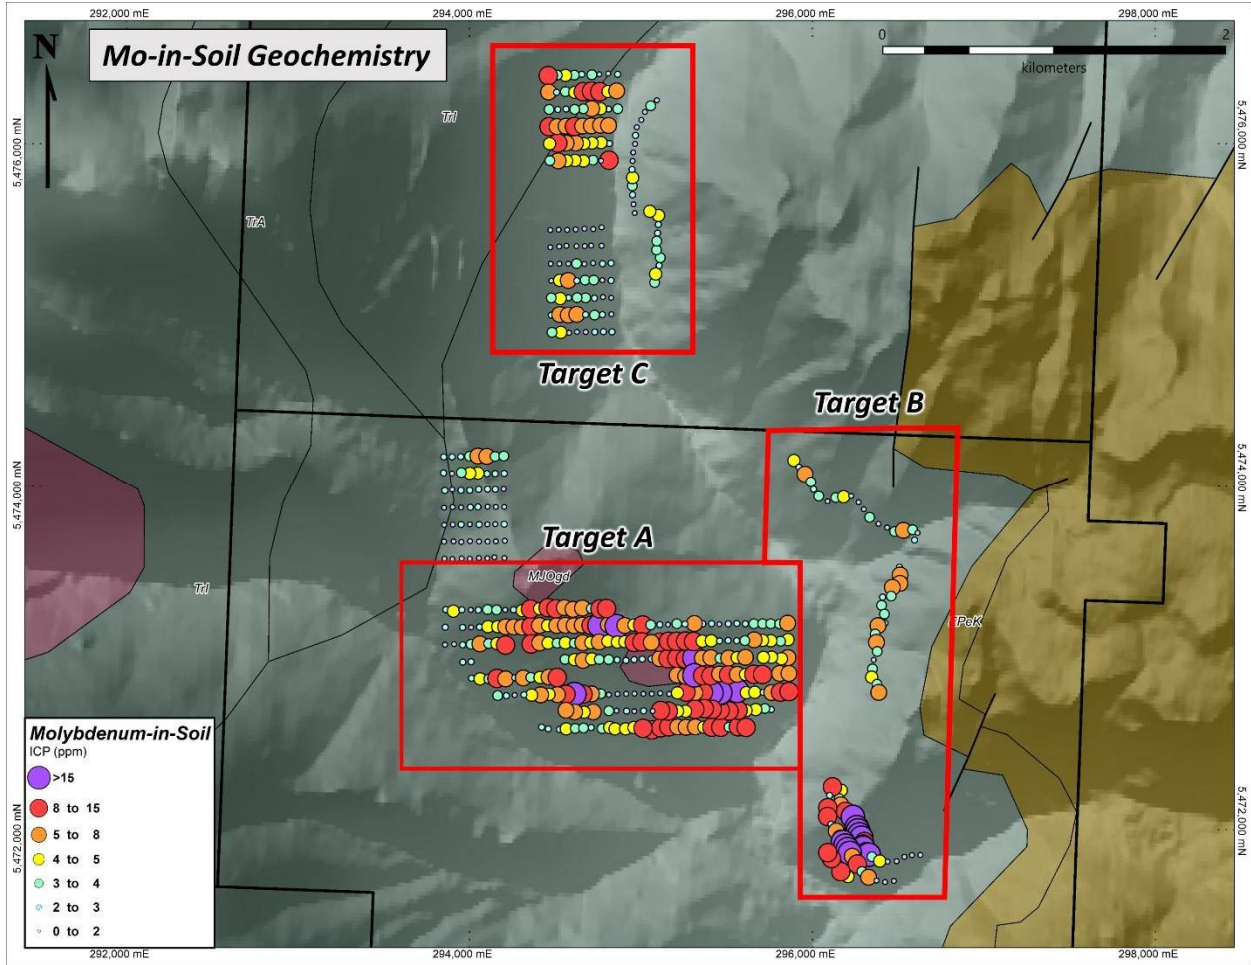 292,000 mE
294,000 mE
296,000 mE
298,000 mE
N
Mo-in-Soil Geochemistry
0
2
kilometers
TrI
5,476,000 mN
5,476,000 mN
TrA
Target C
Target B
5,474,000 mN
5,474,000 mN
Target A
MJOgd
TrI
PeK
5,472,000 mN
5,472,000 mN
Molybdenum-in-Soil
ICP (ppm)
>15
8 to 15
5 to 8
4 to 5
3 to 4
2 to 3
0 to 2
292,000 mE
294,000 mE
296,000 mE
298,000 mE